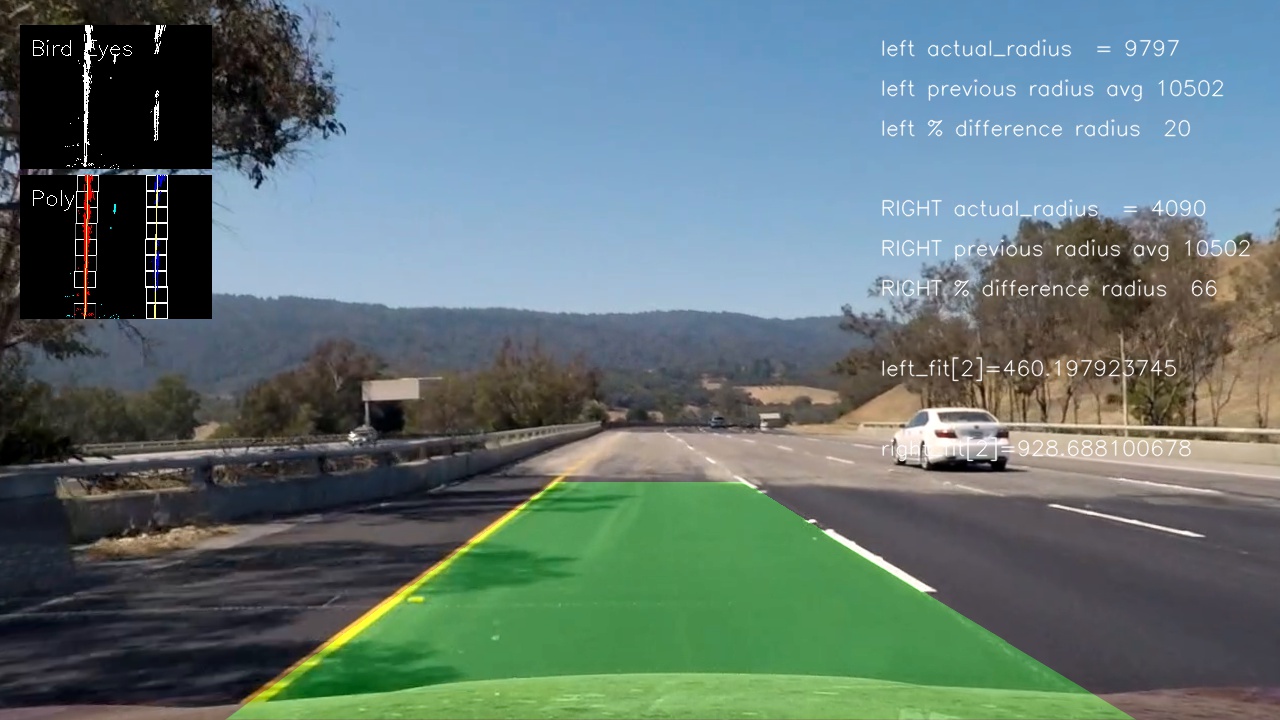 Bird Eyes
Poly
left actual_radius = 9797
left previous radius avg 10502
left % difference radius 20
RIGHT actual_radius = 4090
RIGHT previous radius avg 10502
RIGHT % difference radius 66
left_fit[2]=460.197923745
right_fit[2]=928.688100678